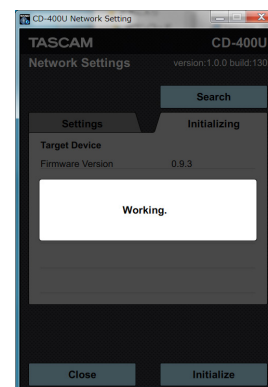 CD-400U Network Setting
TASCAM CD-400U
Network Settings version:1.0.0 build:130
Search
Settings Initializing
Target Device
Firmware Version 0.9.3
Working.
Close Initialize